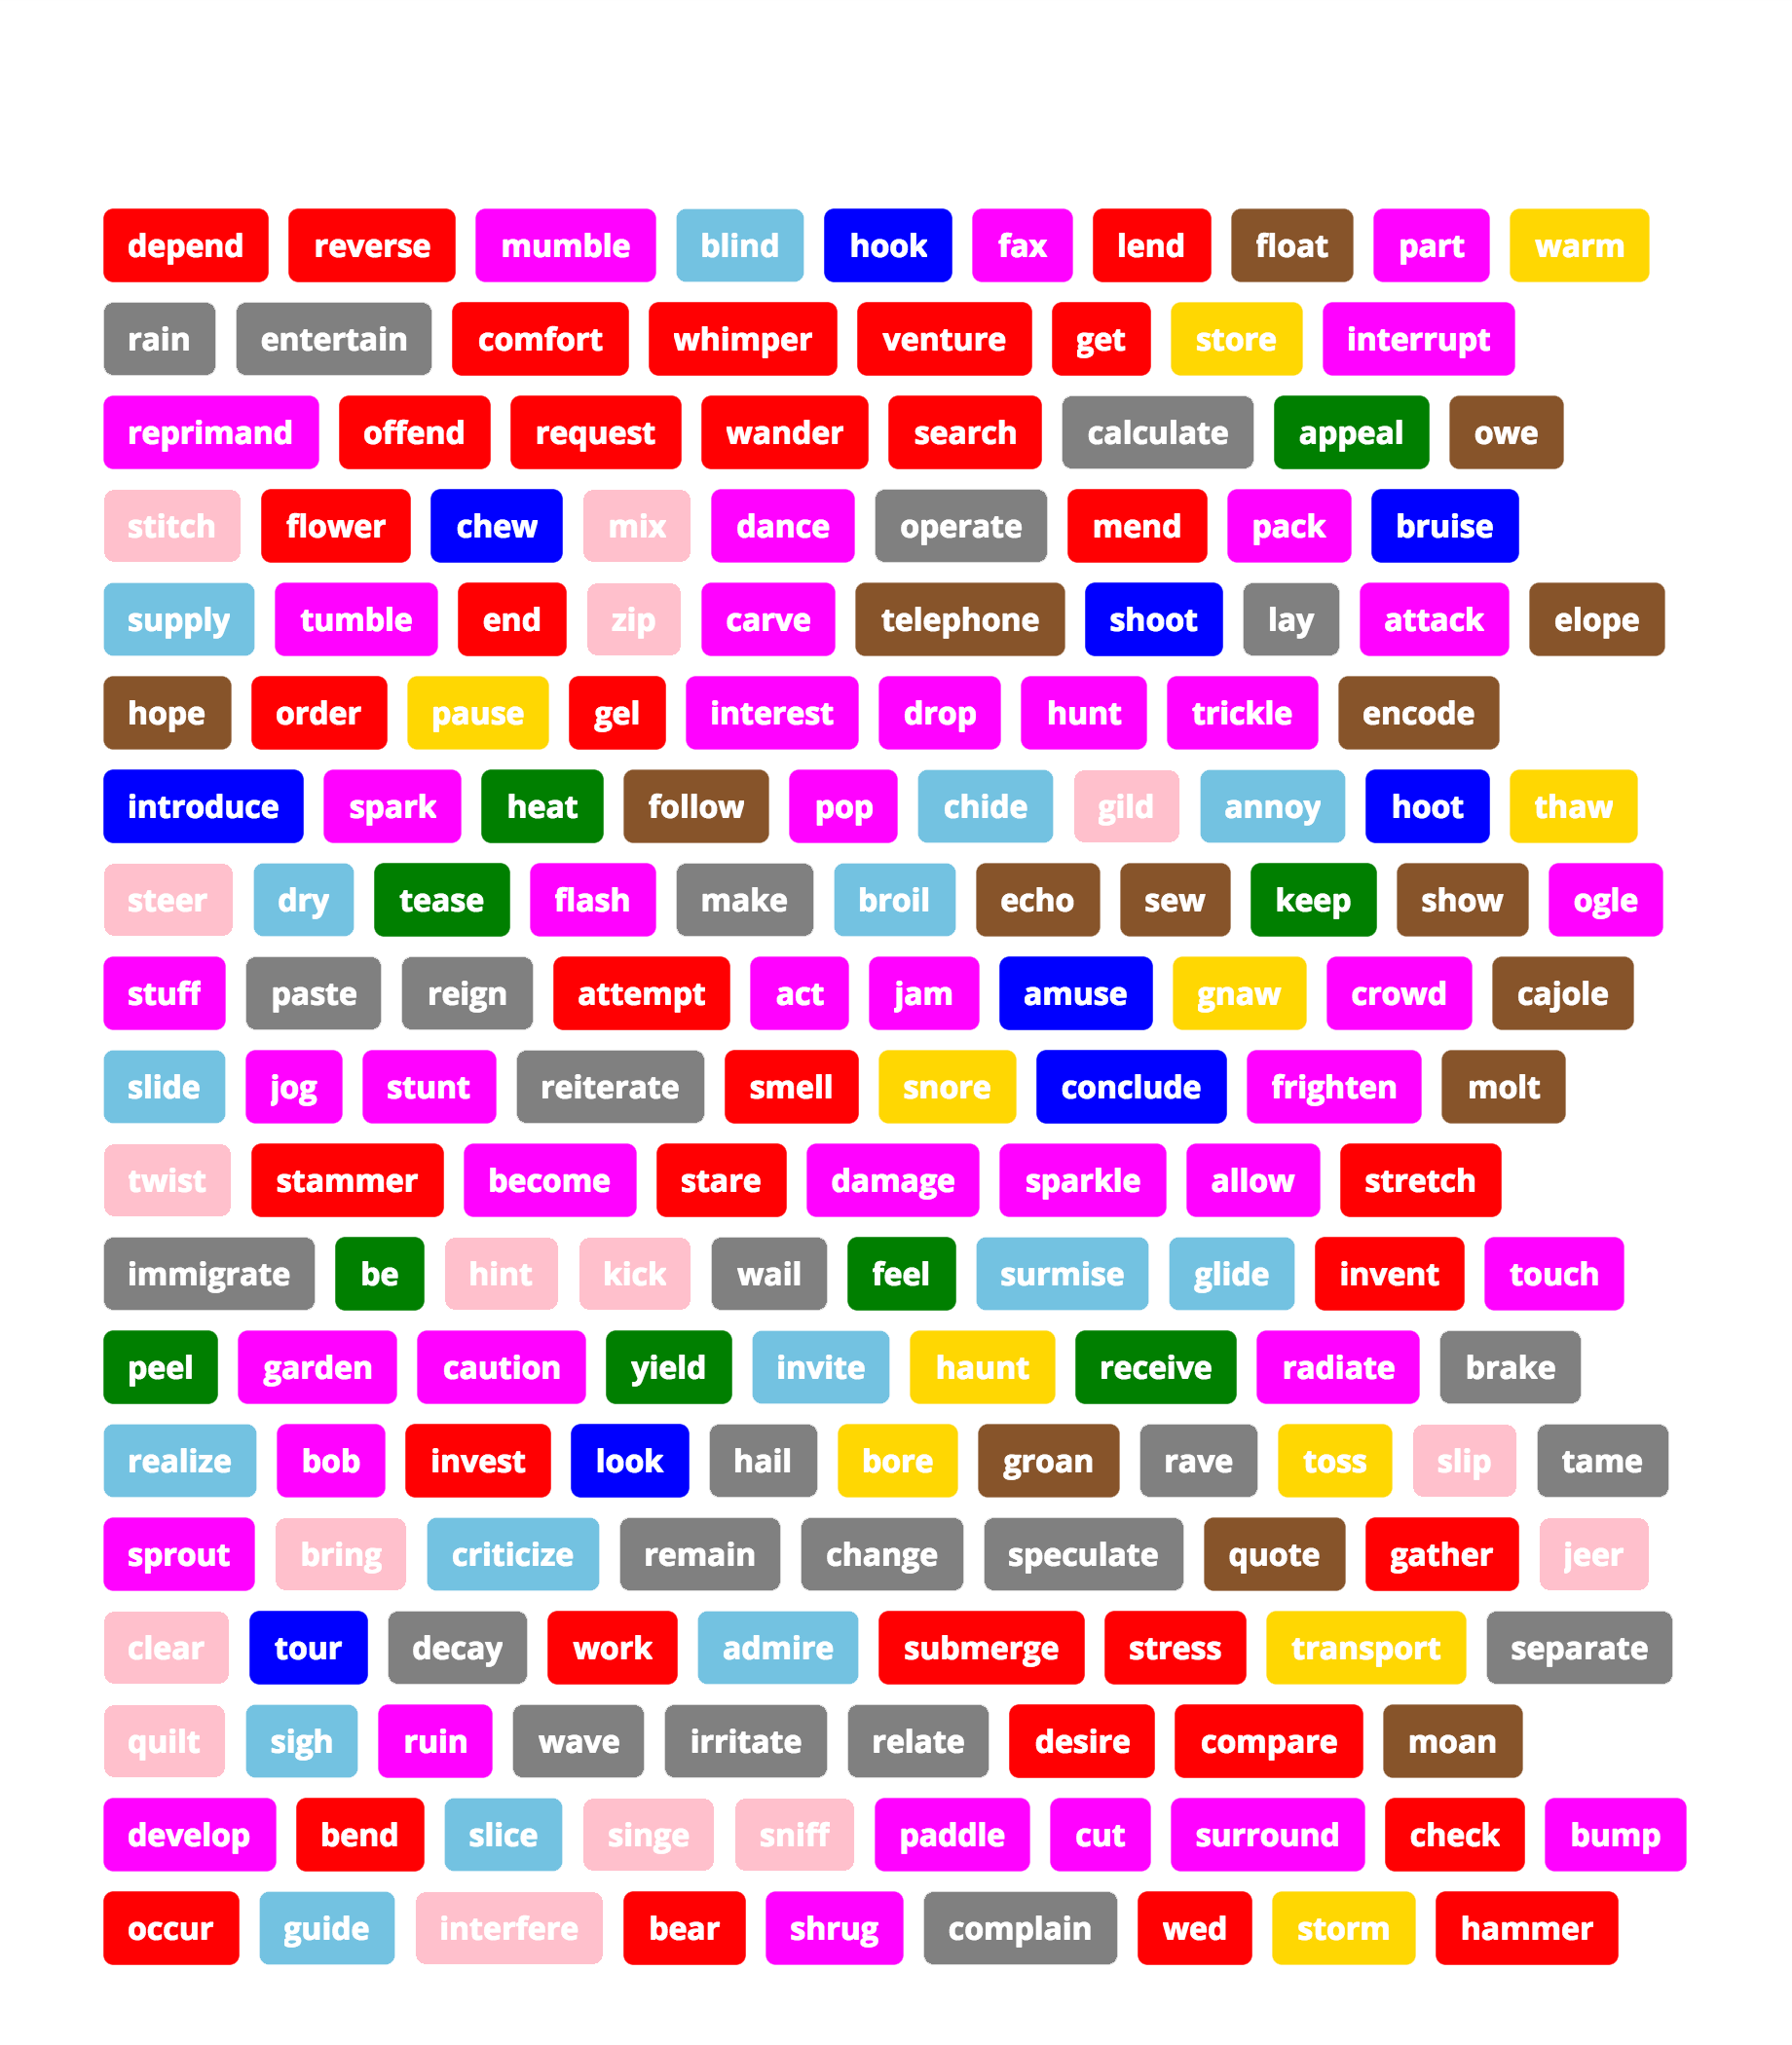 depend reverse mumble blind hook fax lend float part warm
rain entertain comfort whimper venture get store interrupt
reprimand offend request wander search calculate appeal owe
stitch flower chew mix dance operate mend pack bruise
supply tumble end zip carve telephone shoot lay attack elope
hope order pause gel interest drop hunt trickle encode
introduce spark heat follow pop chide gild annoy hoot thaw
steer dry tease flash make broil echo sew keep show ogle
stuff paste reign attempt act jam amuse gnaw crowd cajole
slide jog stunt reiterate smell snore conclude frighten molt
twist stammer become stare damage sparkle allow stretch
immigrate be hint kick wail feel surmise glide invent touch
peel garden caution yield invite haunt receive radiate brake
realize bob invest look hail bore groan rave toss slip tame
sprout bring criticize remain change speculate quote gather jeer
clear tour decay work admire submerge stress transport separate
quilt sigh ruin wave irritate relate desire compare moan
develop bend slice singe sniff paddle cut surround check bump
occur guide interfere bear shrug complain wed storm hammer